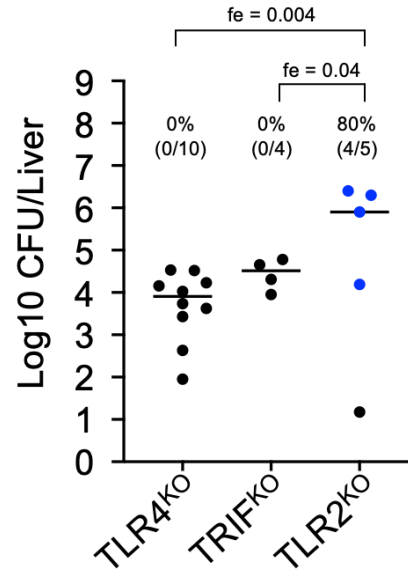 fe = 0.004
fe = 0.04
0% 0% 80%
(0/10) (0/4) (4/5)
Log10 CFU/Liver
9
8
7
6
5
4
3
2
1
0
TLR4KO TRIFKO TLR2KO